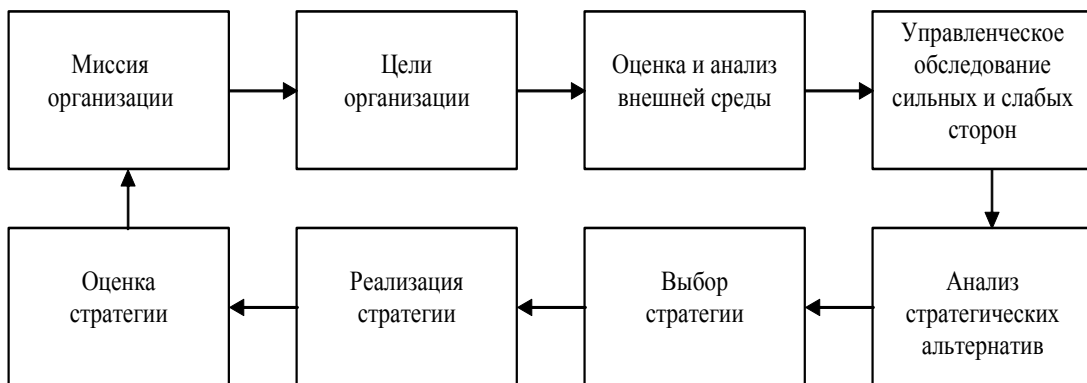 Миссия
организации
Цели
организации
Оценка и анализ
внешней среды
Управленческое
обследование
сильных и слабых
сторон
Оценка
стратегии
Реализация
стратегии
Выбор
стратегии
Анализ
стратегических
альтернатив